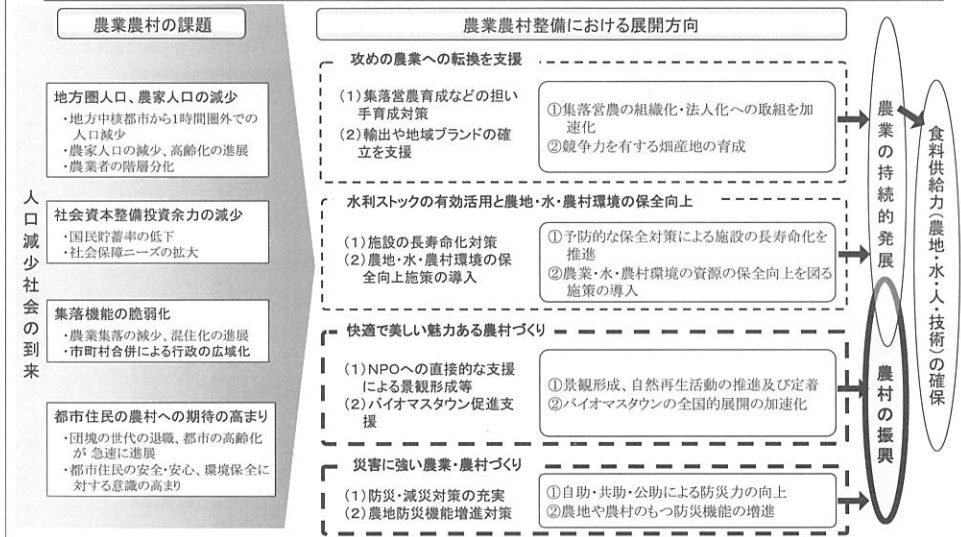 農業農村の課題
農業農村整備における展開方向
人口減少社会の到来
地方圏人口、農家人口の減少
・地方中核都市から1時間圏外での
人口減少
・農家人口の減少、高齢化の進展
・農業者の階層分化
社会資本整備投資余力の減少
・国民貯蓄率の低下
・社会保障ニーズの拡大
集落機能の脆弱化
・農業集落の減少、混住化の進展
・市町村合併による行政の広域化
都市住民の農村への期待の高まり
・団塊の世代の退職、都市の高齢化
が 急速に進展
・都市住民の安全・安心、環境保全に
対する意識の高まり
攻めの農業への転換を支援
(1)集落営農育成などの担い
手育成対策
(2)輸出や地域ブランドの確
立を支援
①集落営農の組織化・法人化への取組を加
速化
②競争力を有する畑産地の育成
水利ストックの有効活用と農地・水・農村環境の保全向上
(1)施設の長寿命化対策
(2)農地・水・農村環境の保
全向上施策の導入
①予防的な保全対策による施設の長寿命化を
推進
②農業・水・農村環境の資源の保全向上を図る
施策の導入
快適で美しい魅力ある農村づくり
(1)NPOへの直接的な支援
による景観形成等
(2)バイオマスタウン促進支
援
①景観形成、自然再生活動の推進及び定着
②バイオマスタウンの全国的展開の加速化
災害に強い農業・農村づくり
(1)防災・減災対策の充実
(2)農地防災機能増進対策
①自助・共助・公助による防災力の向上
②農地や農村のもつ防災機能の増進
農業の持続的発展
農村の振興
食料供給力(農地・水・人・技術)の確保